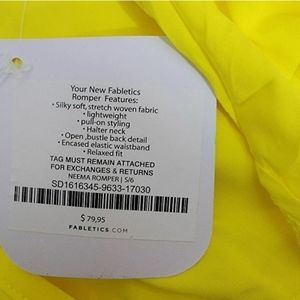 Your New Fabletics
Romper Features:
• Silky soft, stretch woven fabric
• lightweight
• pull-on styling
• Halter neck
• Open ,bustle back detail
• Encased elastic waistband
• Relaxed fit
TAG MUST REMAIN ATTACHED
FOR EXCHANGES & RETURNS
NEEMA ROMPER | S/6
SD1616345-9633-17030
$ 79,95
FABLETICS.COM